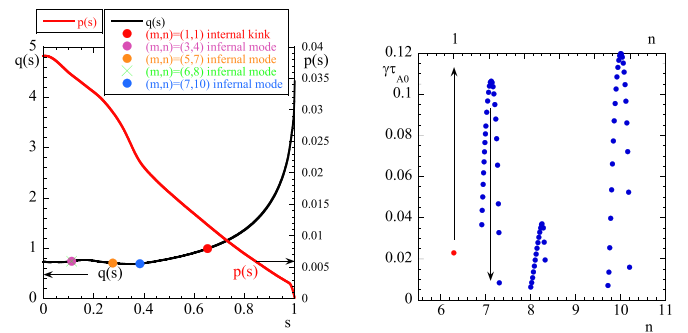 p(s)
q(s)
(m,n)=(1,1) internal kink
(m,n)=(3,4) infernal mode
(m,n)=(5,7) infernal mode
(m,n)=(6,8) infernal mode
(m,n)=(7,10) infernal mode
q(s)
p(s)
5
4
3
2
1
0
0.04
0.035
0.03
0.025
0.02
0.015
0.01
0.005
0
q(s)
p(s)
0 0.2 0.4 0.6 0.8 1
s
1 n
γτA0
0.12
0.1
0.08
0.06
0.04
0.02
0
6 7 8 9 10 11
n